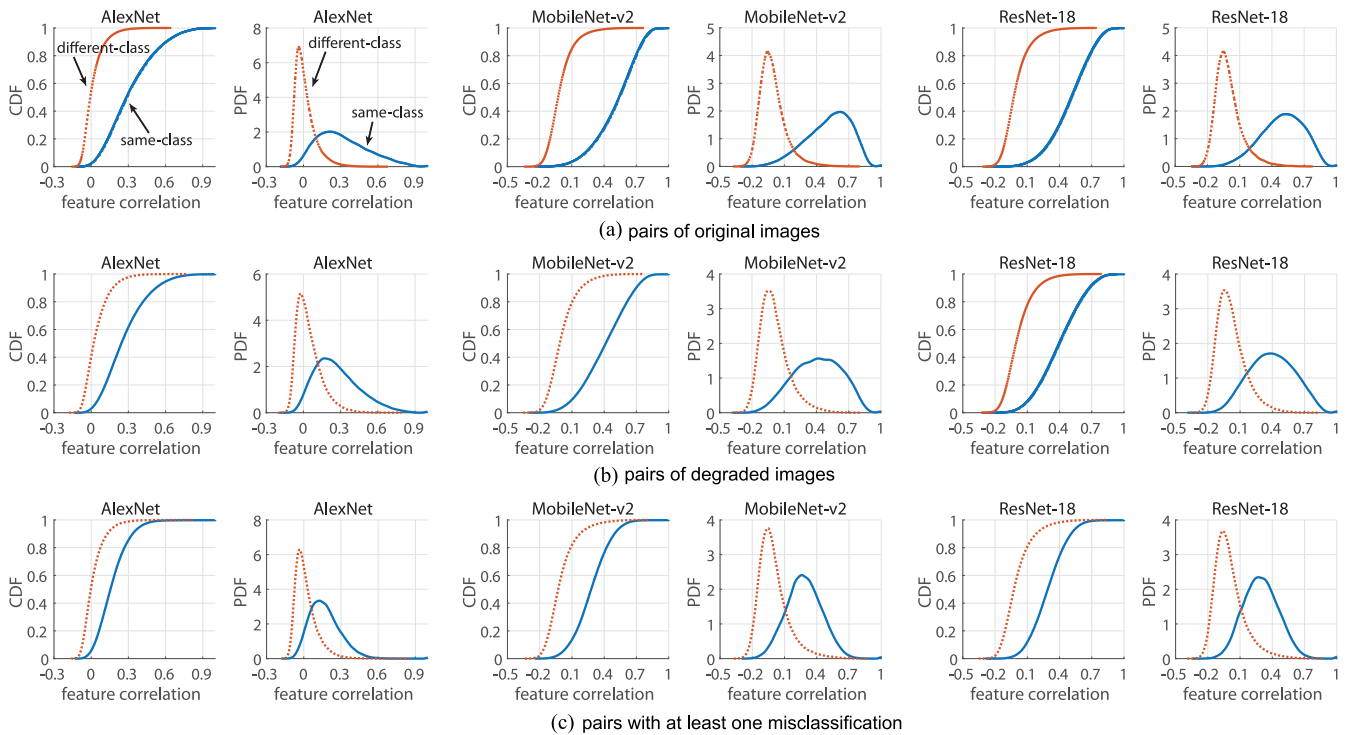 AlexNet
AlexNet
MobileNet-v2
MobileNet-v2
ResNet-18
ResNet-18
CDF
1
0.8
0.6
0.4
0.2
0
different-class
same-class
-0.3 0 0.3 0.6 0.9
feature correlation
PDF
8
6
4
2
0
different-class
same-class
-0.3 0 0.3 0.6 0.9
feature correlation
CDF
1
0.8
0.6
0.4
0.2
0
-0.5 -0.2 0.1 0.4 0.7 1
feature correlation
PDF
5
4
3
2
1
0
-0.5 -0.2 0.1 0.4 0.7 1
feature correlation
CDF
1
0.8
0.6
0.4
0.2
0
-0.5 -0.2 0.1 0.4 0.7 1
feature correlation
PDF
5
4
3
2
1
0
-0.5 -0.2 0.1 0.4 0.7 1
feature correlation
(a) pairs of original images
AlexNet
AlexNet
MobileNet-v2
MobileNet-v2
ResNet-18
ResNet-18
CDF
1
0.8
0.6
0.4
0.2
0
-0.3 0 0.3 0.6 0.9
feature correlation
PDF
6
4
2
0
-0.3 0 0.3 0.6 0.9
feature correlation
CDF
1
0.8
0.6
0.4
0.2
0
-0.5 -0.2 0.1 0.4 0.7 1
feature correlation
PDF
4
3
2
1
0
-0.5 -0.2 0.1 0.4 0.7 1
feature correlation
CDF
1
0.8
0.6
0.4
0.2
0
-0.5 -0.2 0.1 0.4 0.7 1
feature correlation
PDF
4
3
2
1
0
-0.5 -0.2 0.1 0.4 0.7 1
feature correlation
(b) pairs of degraded images
AlexNet
AlexNet
MobileNet-v2
MobileNet-v2
ResNet-18
ResNet-18
CDF
1
0.8
0.6
0.4
0.2
0
-0.3 0 0.3 0.6 0.9
feature correlation
PDF
8
6
4
2
0
-0.3 0 0.3 0.6 0.9
feature correlation
CDF
1
0.8
0.6
0.4
0.2
0
-0.5 -0.2 0.1 0.4 0.7 1
feature correlation
PDF
4
3
2
1
0
-0.5 -0.2 0.1 0.4 0.7 1
feature correlation
CDF
1
0.8
0.6
0.4
0.2
0
-0.5 -0.2 0.1 0.4 0.7 1
feature correlation
PDF
4
3
2
1
0
-0.5 -0.2 0.1 0.4 0.7 1
feature correlation
(c) pairs with at least one misclassification